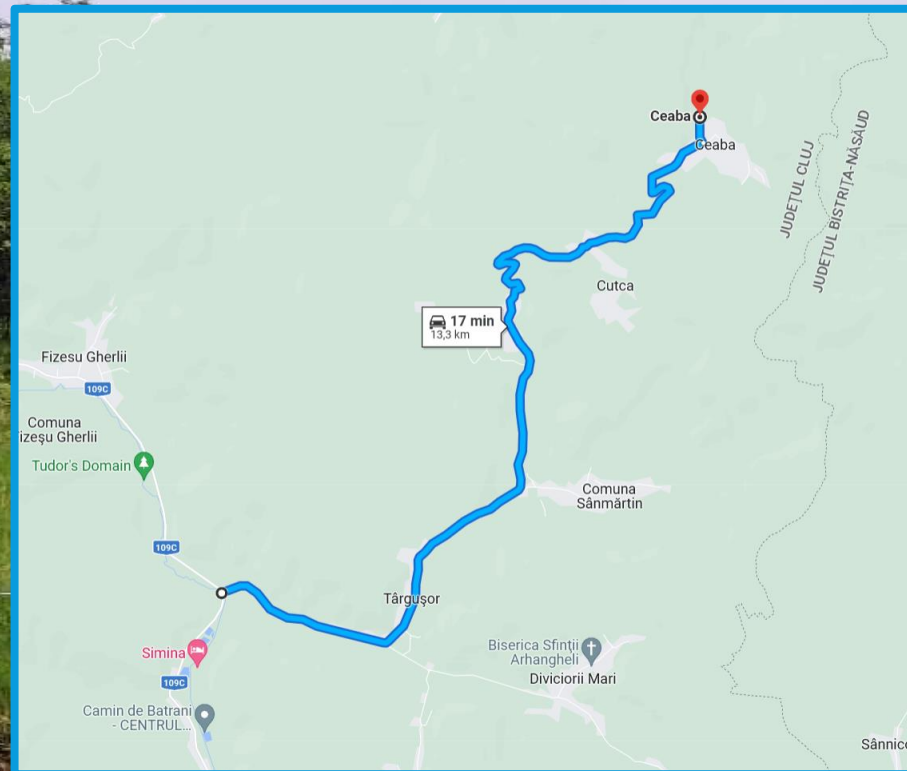 Ceaba
Ceaba
JUDEȚUL CLUJ
JUDEȚUL BISTRIȚA-NĂSĂUD
Cutca
17 min
13,3 km
Fizesu Gherlii
109C
Comuna
izeşu Gherlii
Tudor's Domain
Comuna
Sânmărtin
109C
Târguşor
Simina
Biserica Sfinţii
Arhangheli
Diviciorii Mari
109C
Camin de Batrani
- CENTRUL...
Sânnico